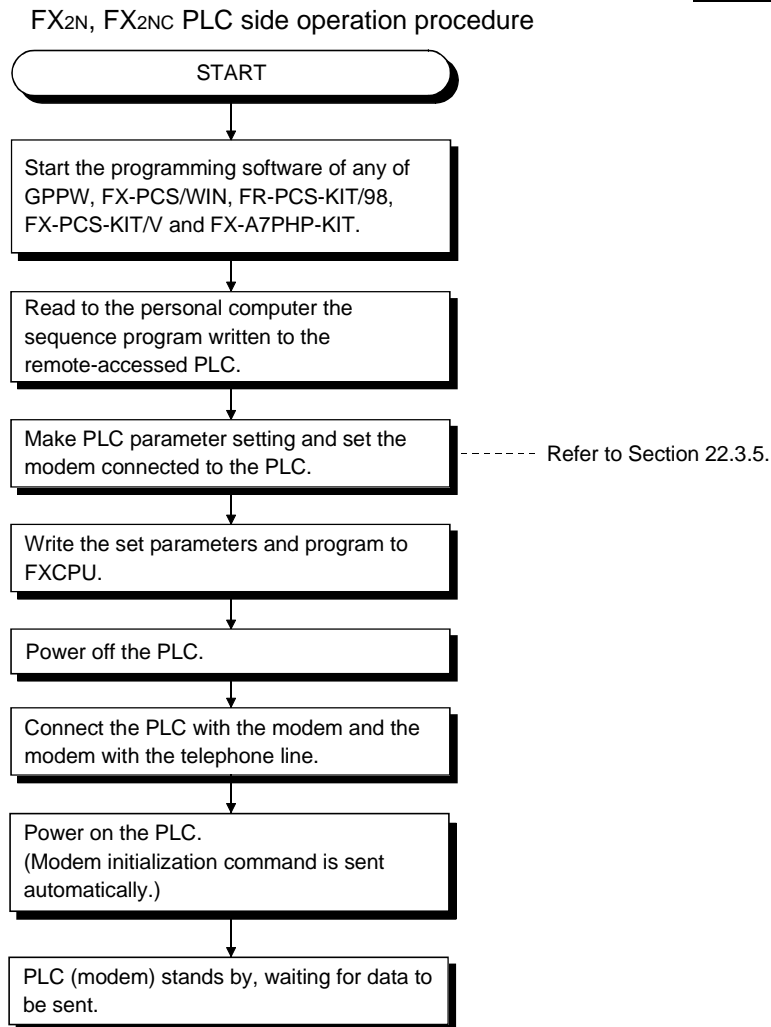 FX2N, FX2NC PLC side operation procedure
START
Start the programming software of any of
GPPW, FX-PCS/WIN, FR-PCS-KIT/98,
FX-PCS-KIT/V and FX-A7PHP-KIT.
Read to the personal computer the
sequence program written to the
remote-accessed PLC.
Make PLC parameter setting and set the
modem connected to the PLC.
Refer to Section 22.3.5.
Write the set parameters and program to
FXCPU.
Power off the PLC.
Connect the PLC with the modem and the
modem with the telephone line.
Power on the PLC.
(Modem initialization command is sent
automatically.)
PLC (modem) stands by, waiting for data to
be sent.